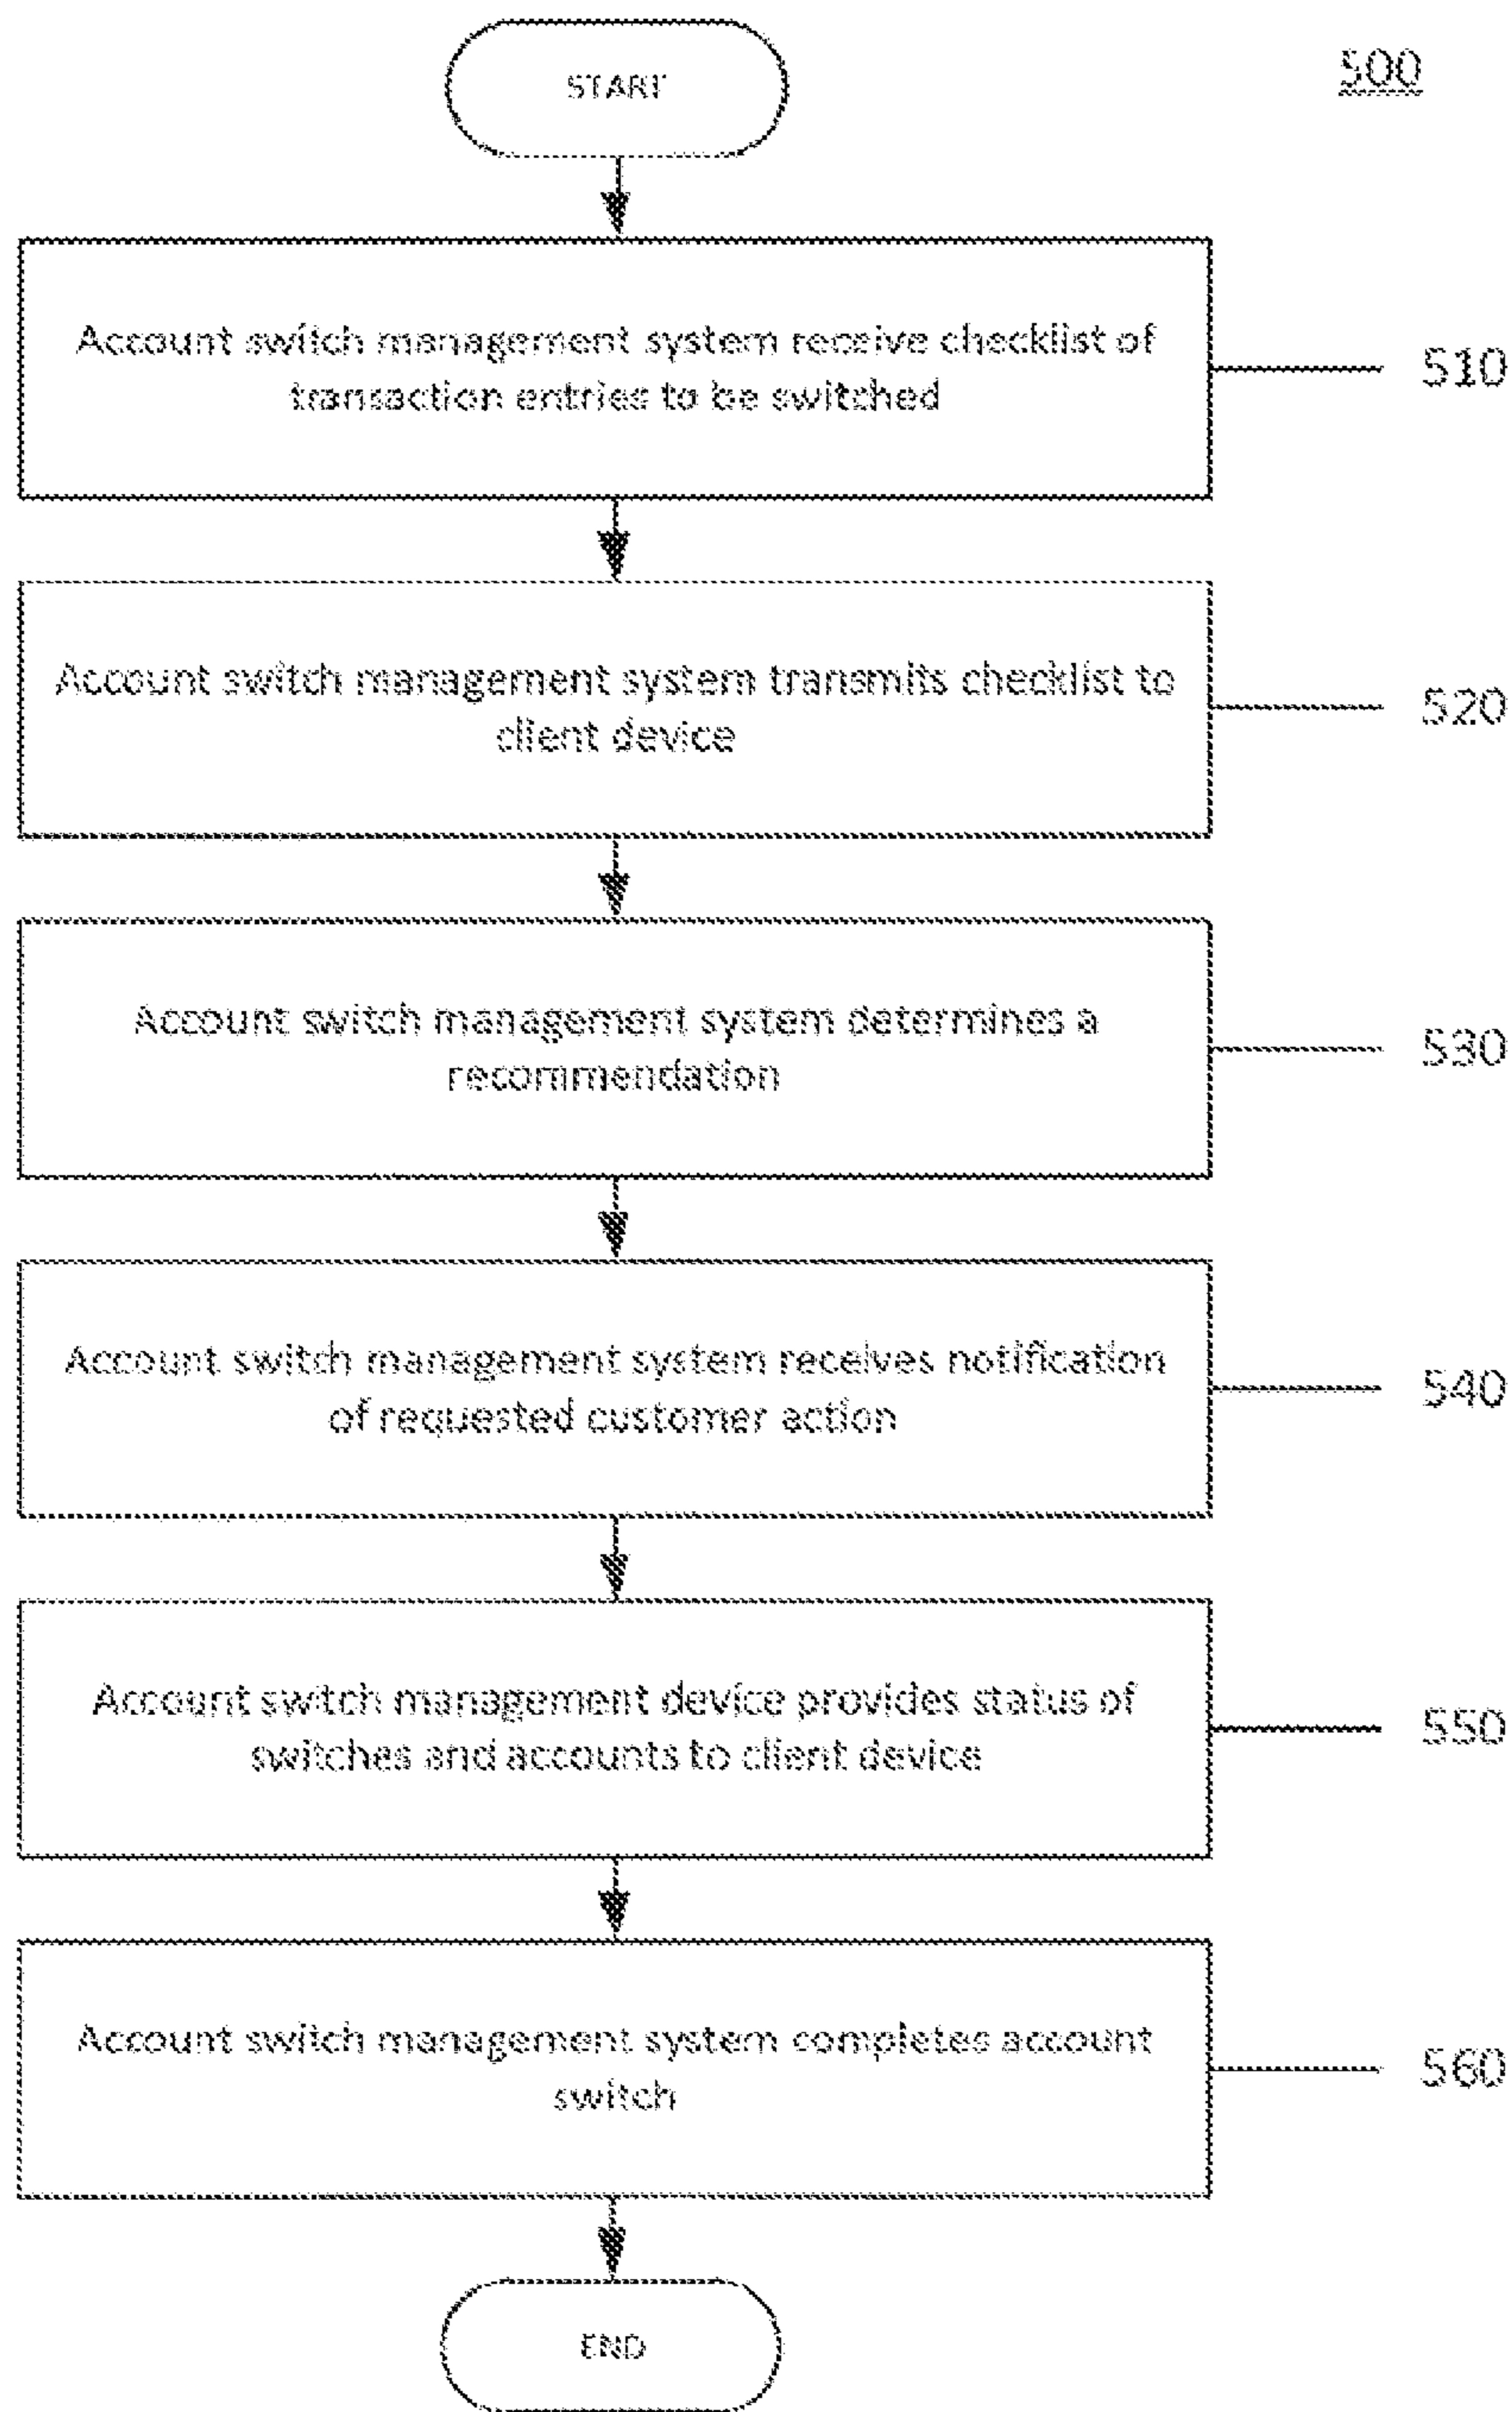 500
START
Account switch management system receive checklist of
transaction entries to be switched
510
Account switch management system transmits checklist to
client device
520
Account switch management system determines a
recommendation
530
Account switch management system receives notification
of requested customer action
540
Account switch management device provides status of
switches and accounts to client device
550
Account switch management system completes account
switch
560
END